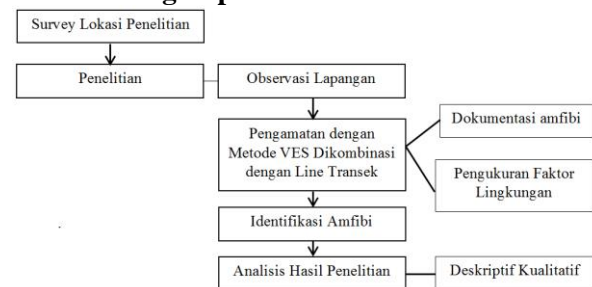 Survey Lokasi Penelitian
Penelitian
Observasi Lapangan
Pengamatan dengan
Metode VES Dikombinasi
dengan Line Transek
Dokumentasi amfibi
Pengukuran Faktor
Lingkungan
Identifikasi Amfibi
Analisis Hasil Penelitian
Deskriptif Kualitatif